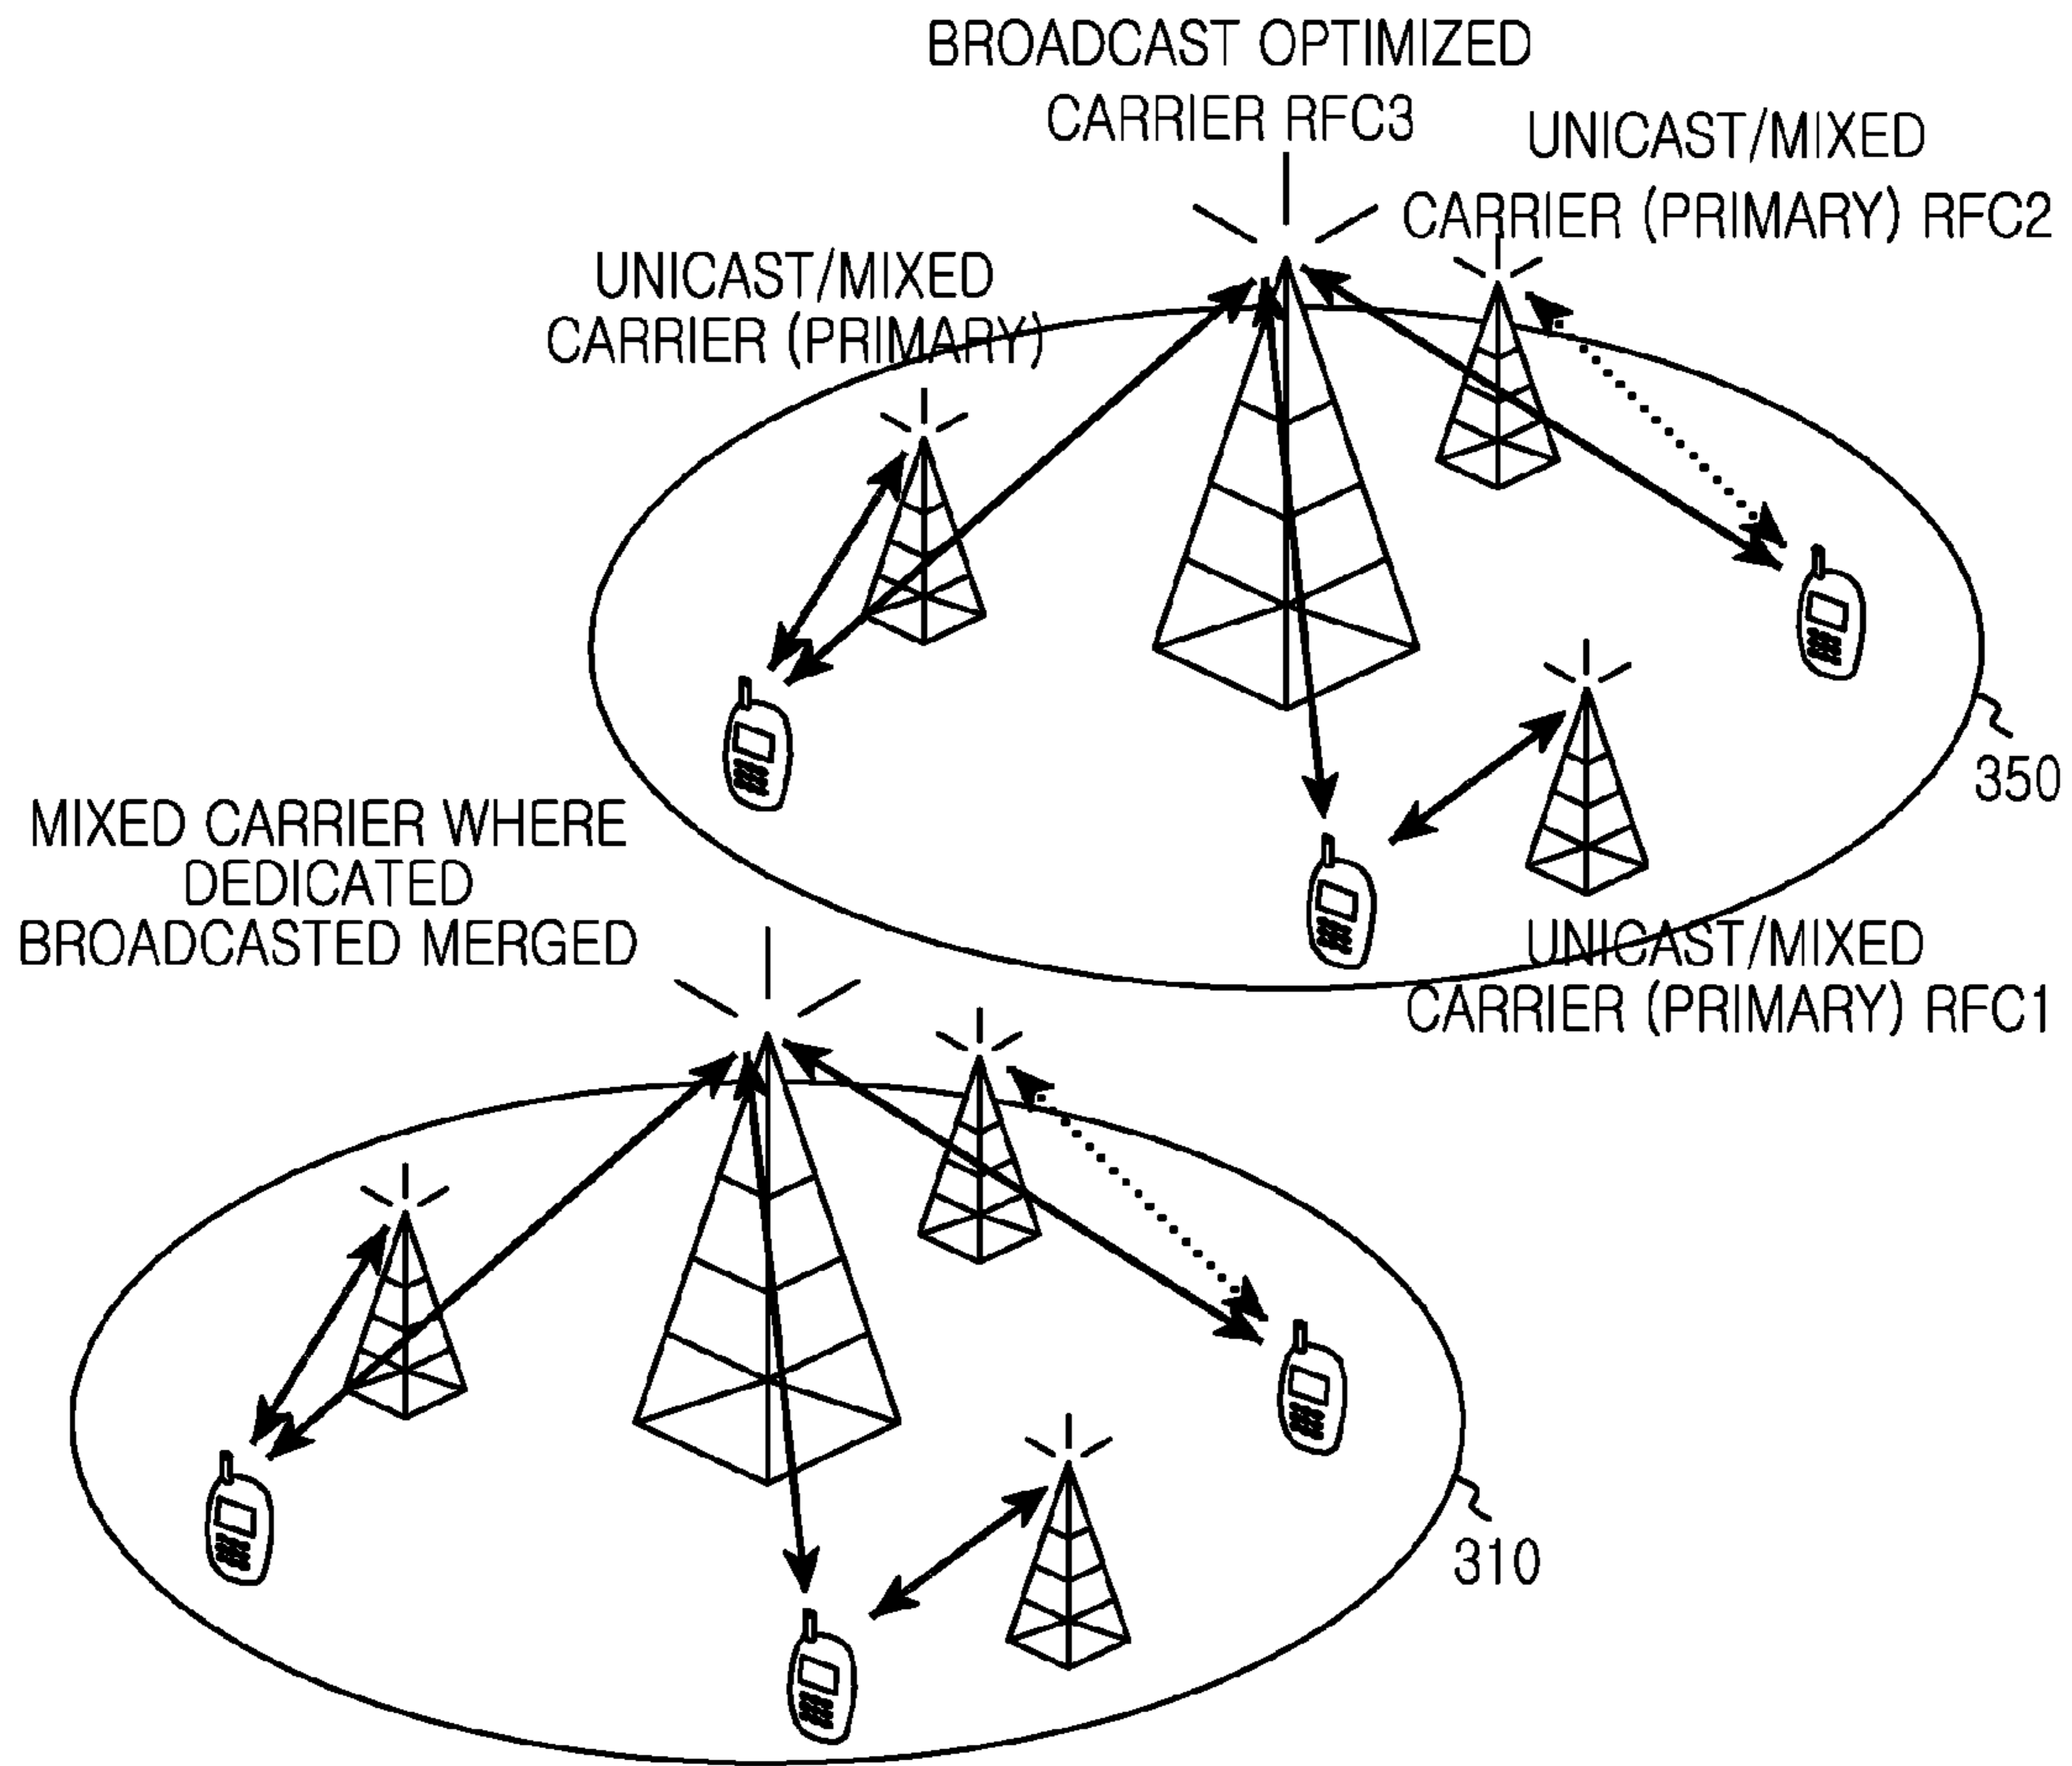 BROADCAST OPTIMIZED
CARRIER RFC3
UNICAST/MIXED
CARRIER (PRIMARY) RFC2
UNICAST/MIXED
CARRIER (PRIMARY)
350
MIXED CARRIER WHERE
DEDICATED
BROADCASTED MERGED
UNICAST/MIXED
CARRIER (PRIMARY) RFC1
310